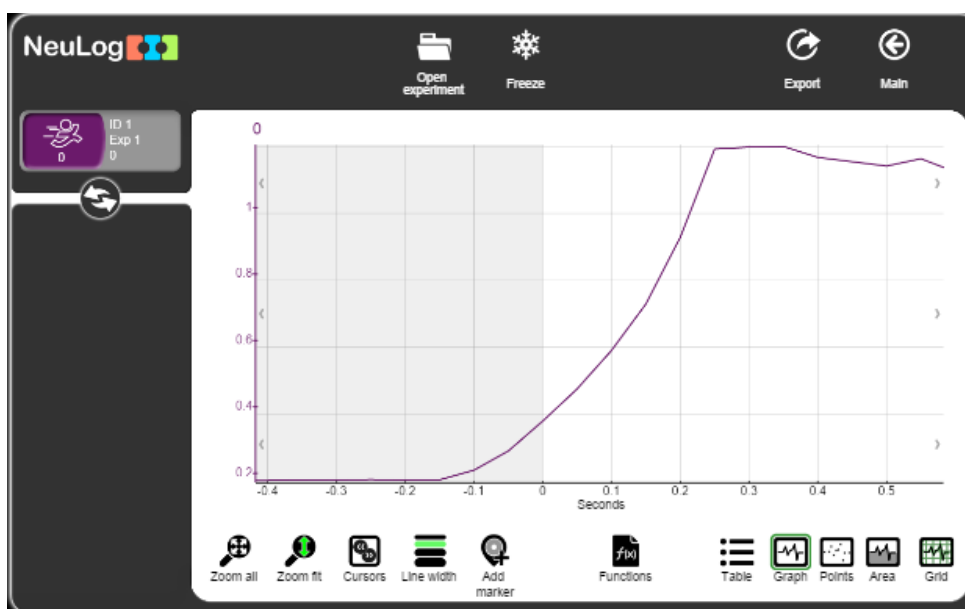 NeuLog
Open
experiment
Freeze
Export
Main
ID 1
Exp 1
0
0
0
1
0.8
0.6
0.4
0.2
-0.4 -0.3 -0.2 -0.1 0 0.1 0.2 0.3 0.4 0.5
Seconds
Zoom all
Zoom fit
Cursors
Line width
Add
marker
f(x)
Functions
Table
Graph
Points
Area
Grid